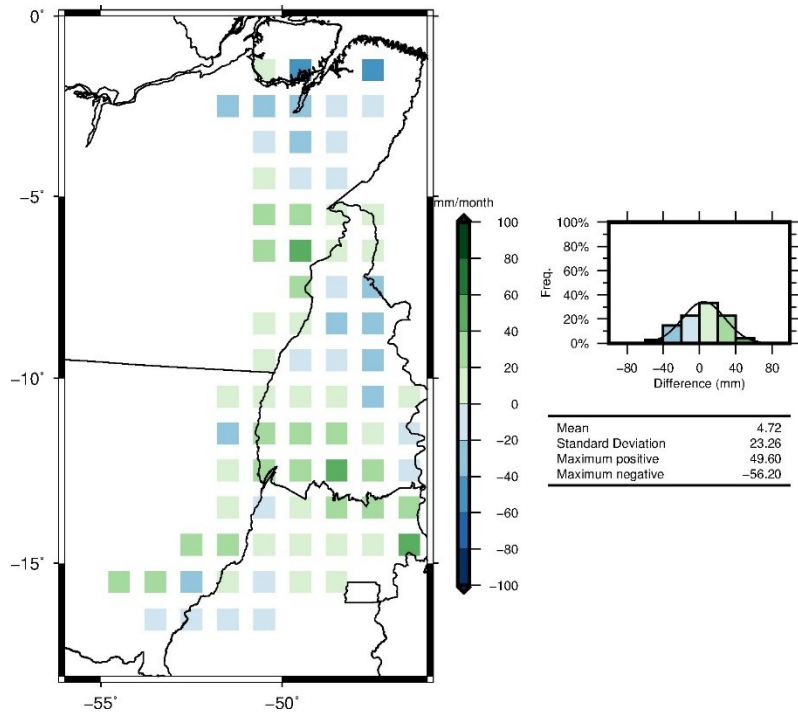 0°
−5°
−10°
−15°
−55°
−50°
mm/month
100
80
60
40
20
0
−20
−40
−60
−80
−100
100%
80%
60%
40%
20%
0%
Freq.
−80 −40 0 40 80
Difference (mm)
Mean 4.72
Standard Deviation 23.26
Maximum positive 49.60
Maximum negative −56.20